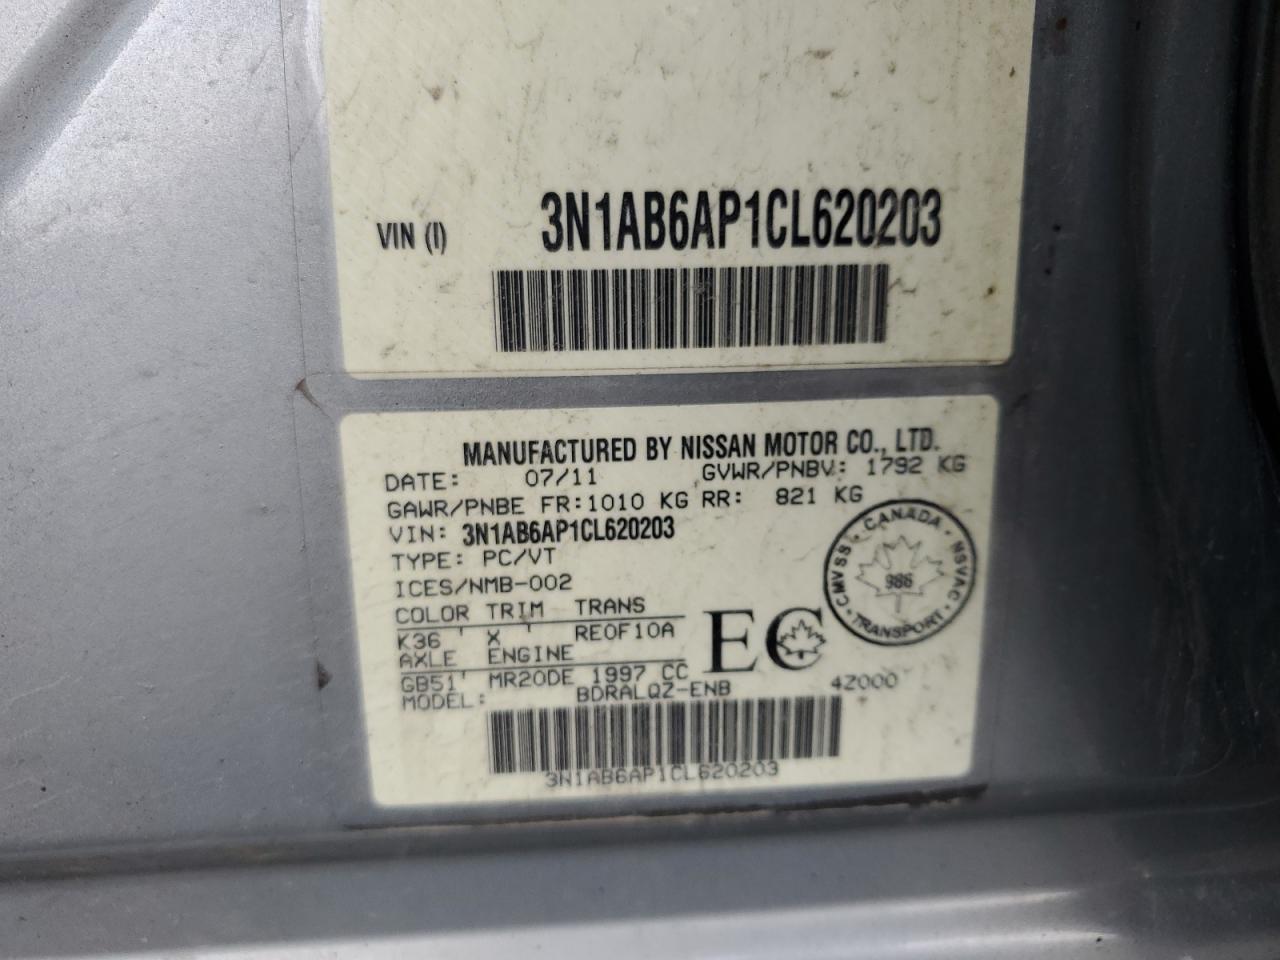 VIN (I)
3N1AB6AP1CL620203
MANUFACTURED BY NISSAN MOTOR CO., LTD.
DATE: 07/11 GVWR/PNBV: 1792 KG
GAWR/PNBE FR:1010 KG RR: 821 KG
VIN: 3N1AB6AP1CL620203
TYPE: PC/VT
ICES/NMB-002
COLOR TRIM TRANS
K36 ' X ' RE0F10A
AXLE ENGINE
GB51' MR20DE 1997 CC
MODEL: BDRALQZ-ENB 4Z000
EC
CANADA · NSVAC · TRANSPORT · CMVSS ·
986
3N1AB6AP1CL620203